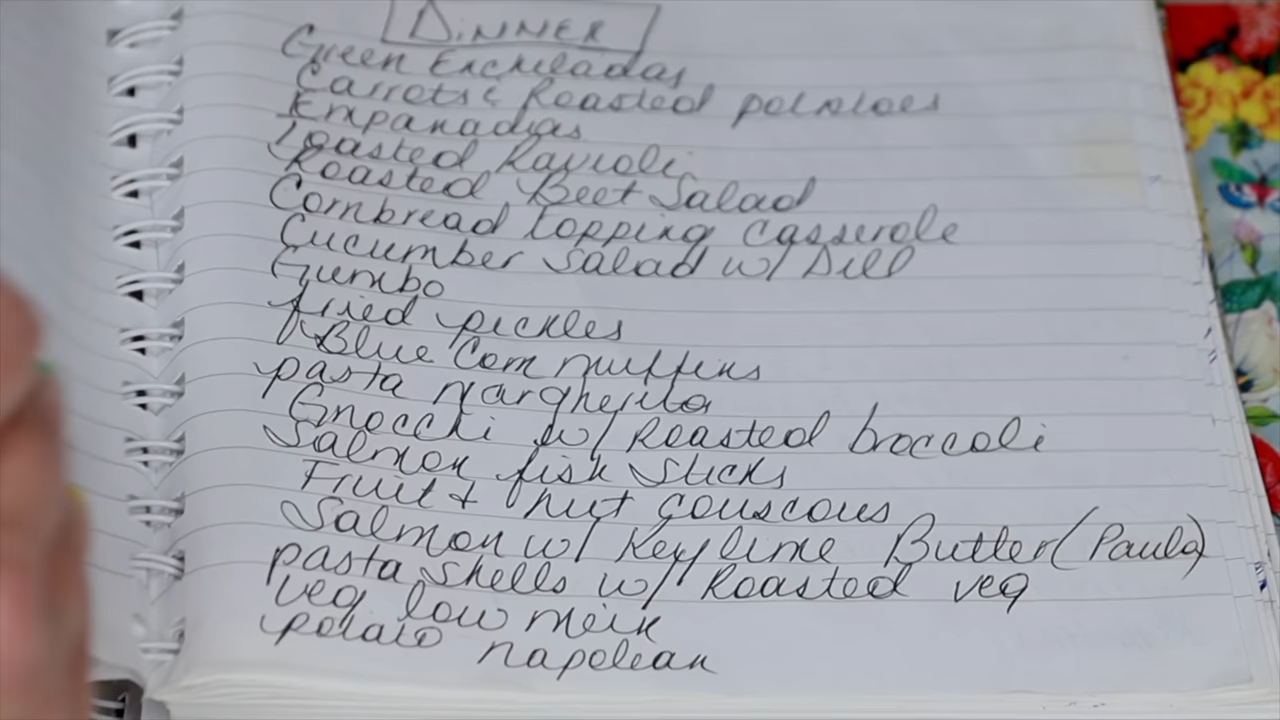 DINNER
Green Enchiladas
Carrots & Roasted potatoes
Empanadas
Toasted Ravioli
Roasted Beet Salad
Cornbread topping casserole
Cucumber Salad w/ Dill
Gumbo
fried pickles
Blue Corn muffins
pasta Margherita
Gnocchi w/ Roasted broccoli
Salmon fish Sticks
Fruit & nut couscous
Salmon w/ Key lime Butter (Paula)
pasta Shells w/ Roasted veg
veg low mein
potato napolean